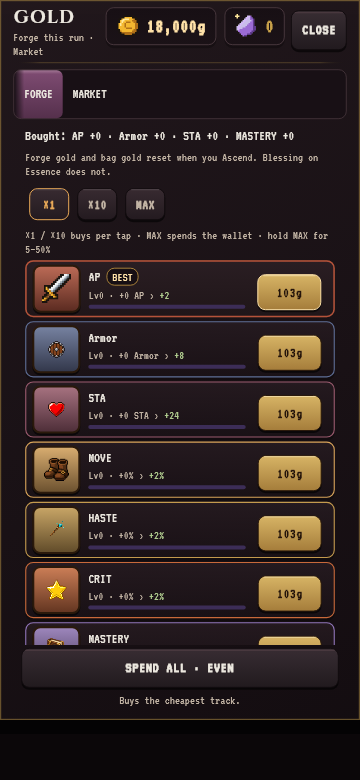 GOLD
Forge this run ·
Market
18,000g
0
CLOSE
FORGE
MARKET
Bought: AP +0 · Armor +0 · STA +0 · MASTERY +0
Forge gold and bag gold reset when you Ascend. Blessing on
Essence does not.
X1
X10
MAX
X1 / X10 buys per tap · MAX spends the wallet · hold MAX for
5–50%
AP BEST
Lv0 · +0 AP › +2
103g
Armor
Lv0 · +0 Armor › +8
103g
STA
Lv0 · +0 STA › +24
103g
MOVE
Lv0 · +0% › +2%
103g
HASTE
Lv0 · +0% › +2%
103g
CRIT
Lv0 · +0% › +2%
103g
MASTERY
103g
SPEND ALL · EVEN
Buys the cheapest track.